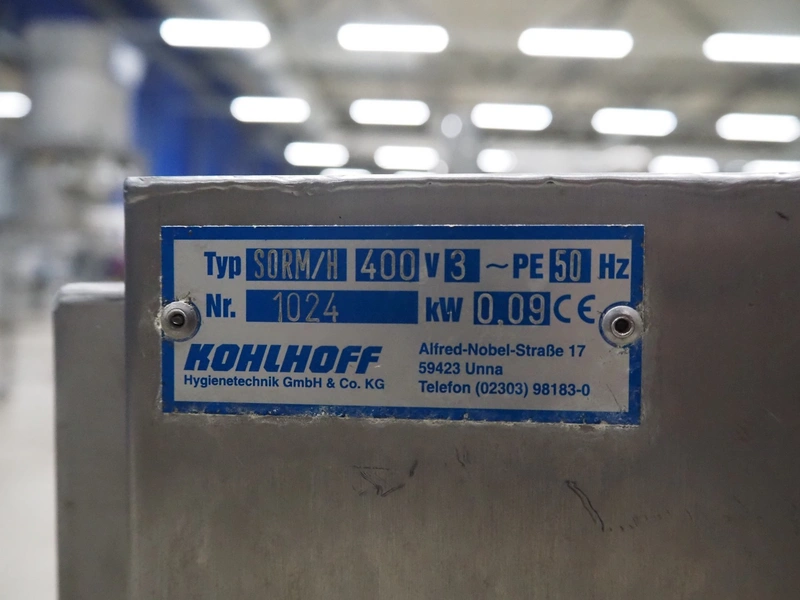 Typ SORM/H 400 V 3 ~ PE 50 Hz
Nr. 1024 kW 0,09 CE
KOHLHOFF
Hygienetechnik GmbH & Co. KG
Alfred-Nobel-Straße 17
59423 Unna
Telefon (02303) 98183-0